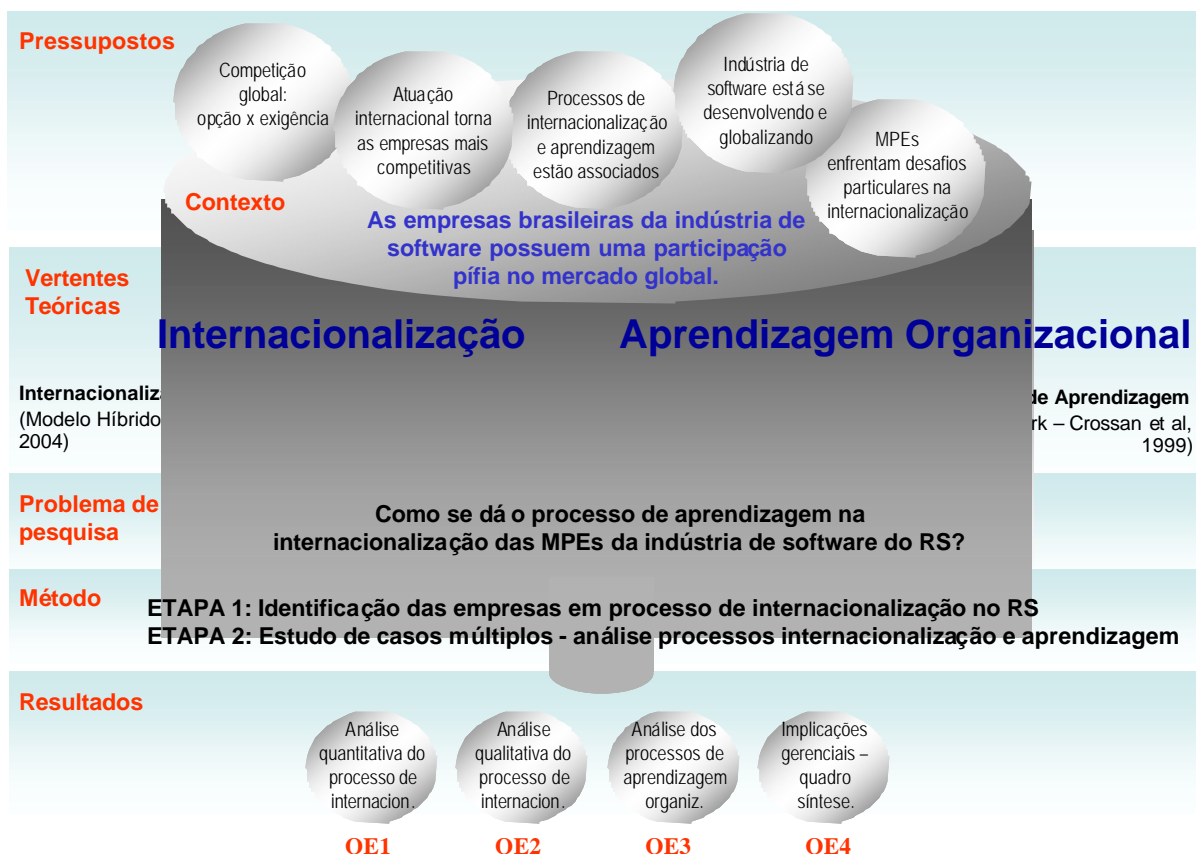 Pressupostos
Competição
global:
opção x exigência
Atuação
internacional torna
as empresas mais
competitivas
Processos de
internacionalização
e aprendizagem
estão associados
Indústria de
software está se
desenvolvendo e
globalizando
MPEs
enfrentam desafios
particulares na
internacionalização
Contexto
As empresas brasileiras da indústria de
software possuem uma participação
pífia no mercado global.
Vertentes
Teóricas
Internacionalização
Aprendizagem Organizacional
(Modelo Híbrido
2004)
de Aprendizagem
– Crossan et al,
1999)
Problema de
pesquisa
Como se dá o processo de aprendizagem na
internacionalização das MPEs da indústria de software do RS?
Método
ETAPA 1: Identificação das empresas em processo de internacionalização no RS
ETAPA 2: Estudo de casos múltiplos - análise processos internacionalização e aprendizagem
Resultados
Análise
quantitativa do
processo de
internacion.
Análise
qualitativa do
processo de
internacion.
Análise dos
processos de
aprendizagem
organiz.
Implicações
gerenciais –
quadro
síntese.
OE1
OE2
OE3
OE4